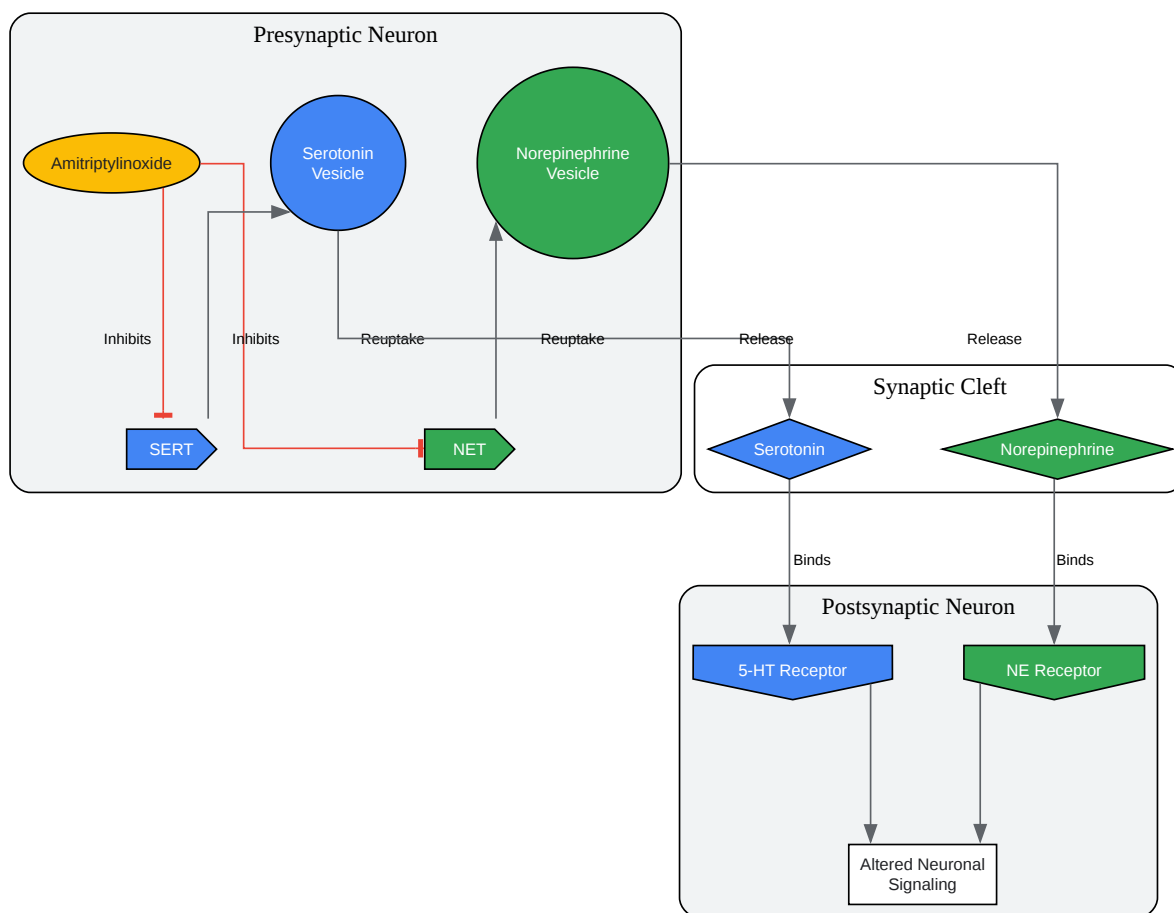 Presynaptic Neuron
Amitriptylinoxide
Serotonin
Vesicle
Norepinephrine
Vesicle
Inhibits
Inhibits
Reuptake
Reuptake
Release
Release
SERT
NET
Synaptic Cleft
Serotonin
Norepinephrine
Binds
Binds
Postsynaptic Neuron
5-HT Receptor
NE Receptor
Altered Neuronal
Signaling